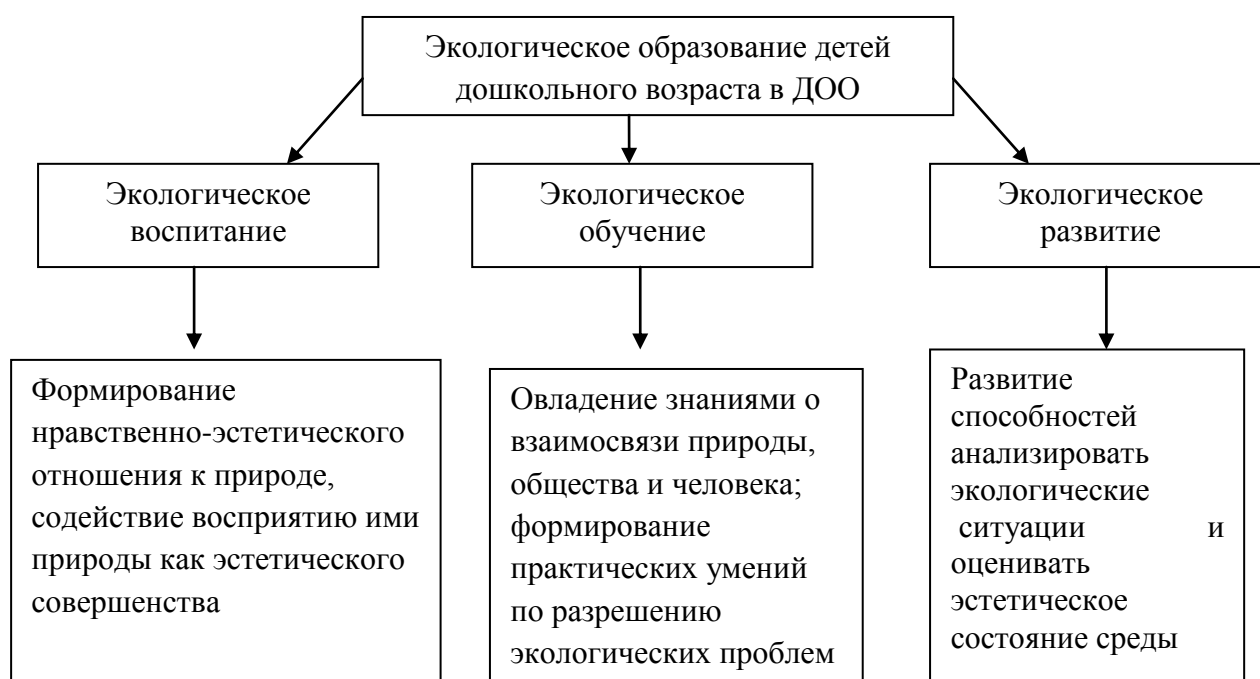 Экологическое образование детей
дошкольного возраста в ДОО
Экологическое
воспитание
Экологическое
обучение
Экологическое
развитие
Формирование
нравственно-эстетического
отношения к природе,
содействие восприятию ими
природы как эстетического
совершенства
Овладение знаниями о
взаимосвязи природы,
общества и человека;
формирование
практических умений
по разрешению
экологических проблем
Развитие
способностей
анализировать
экологические
ситуации и
оценивать
эстетическое
состояние среды